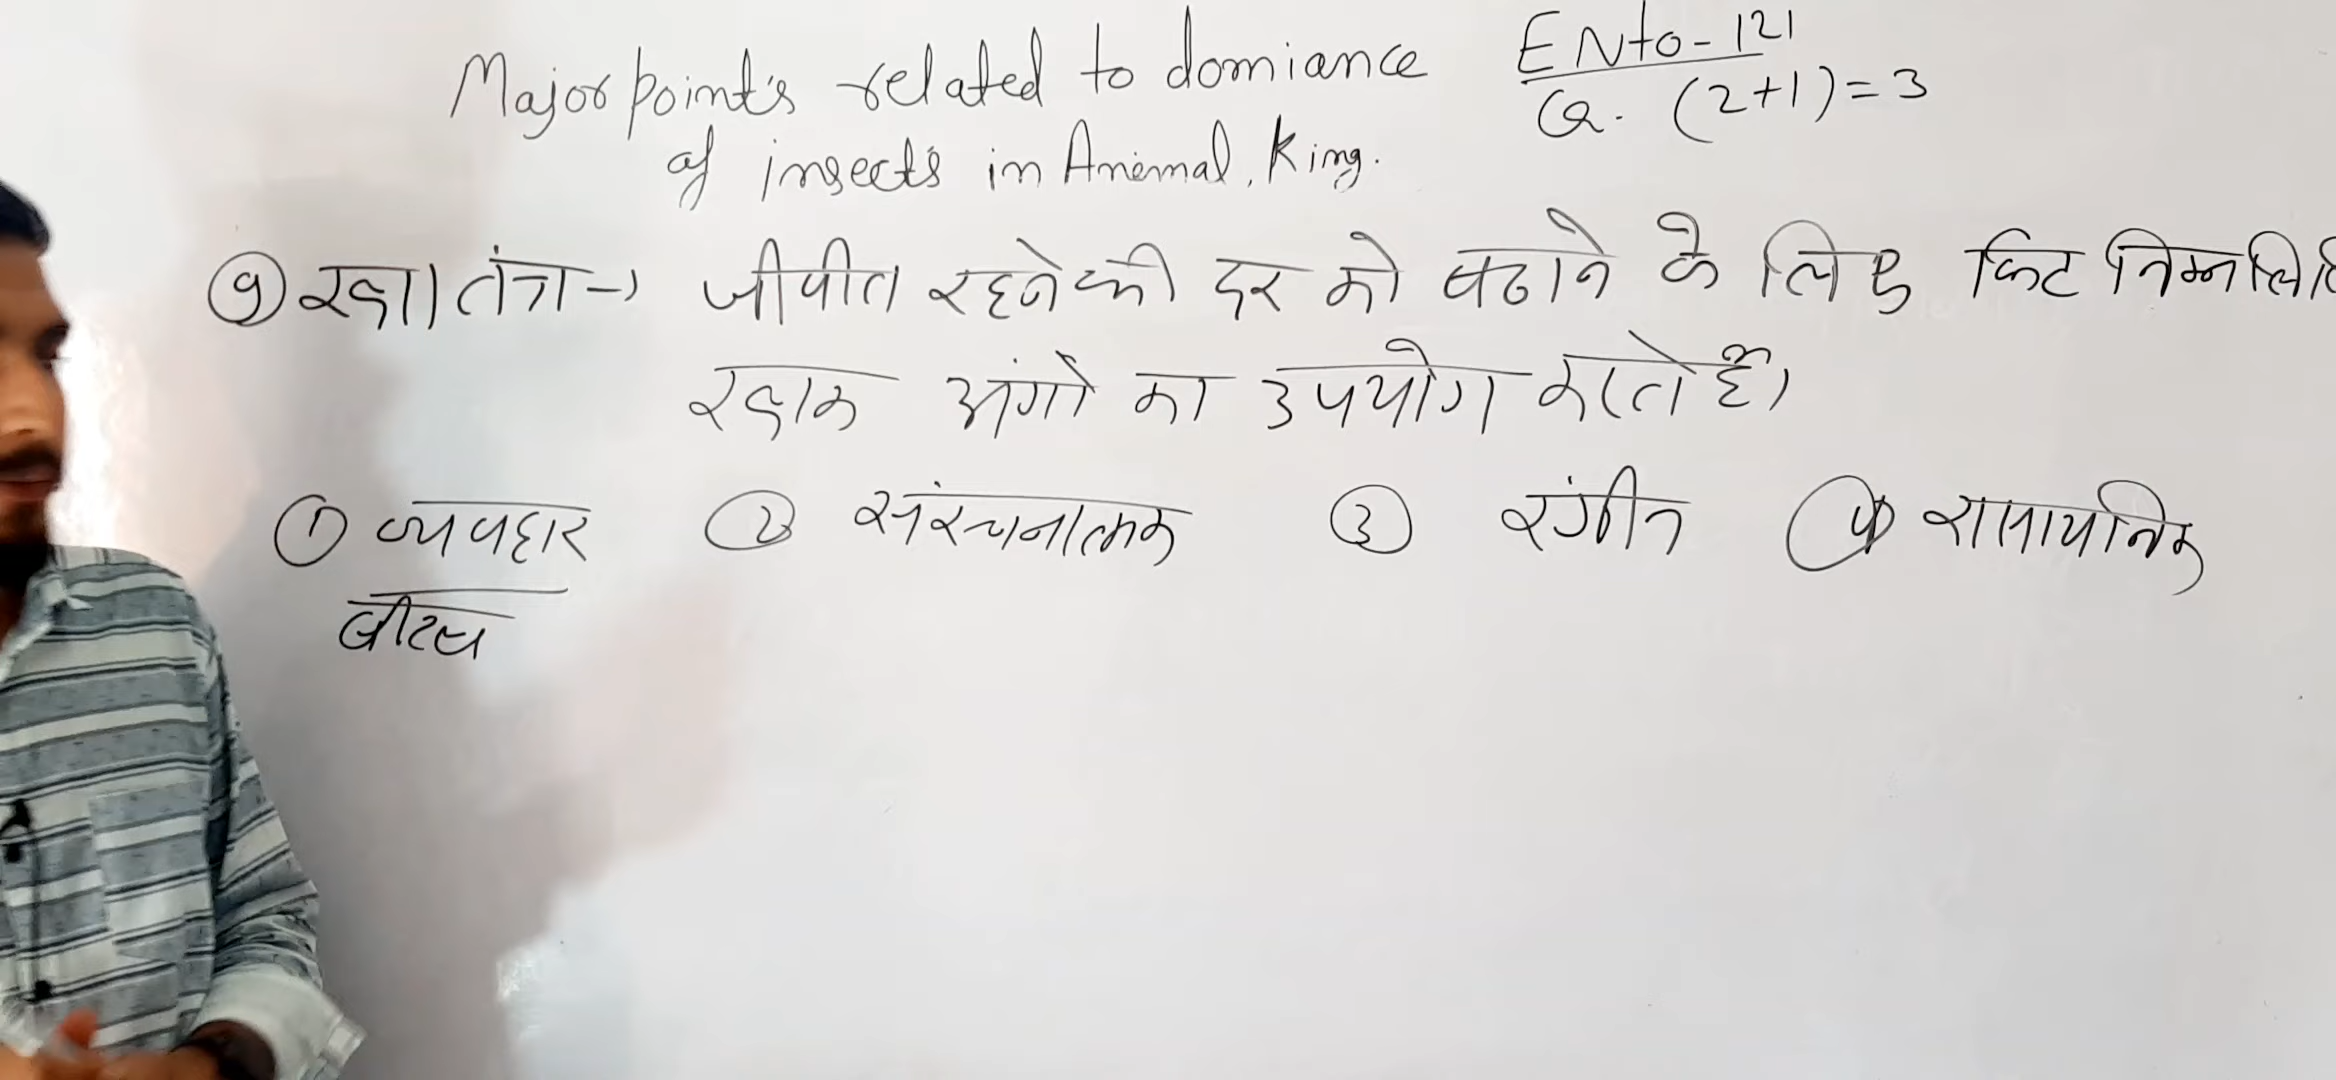 Major points related to domiance
of insects in Animal. King.
ENto-121
Cr. (2+1)=3
9 रक्षा तंत्र → जीवीत रहने की दर को बढाने के लिए किट निम्नलि
रक्षक अंगो का उपयोग करते हैं।
① व्यवहार ② संरचनात्मक ③ रंगीन ④ रासायनिक
बीटल